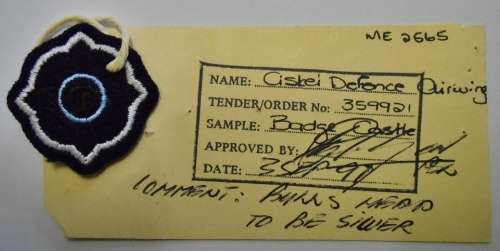 ME 2665
NAME: Ciskei Defence Airwing
TENDER/ORDER No: 359921
SAMPLE: Badge Castle
APPROVED BY:
DATE:
COMMENT: BULLS HEAD
TO BE SILVER